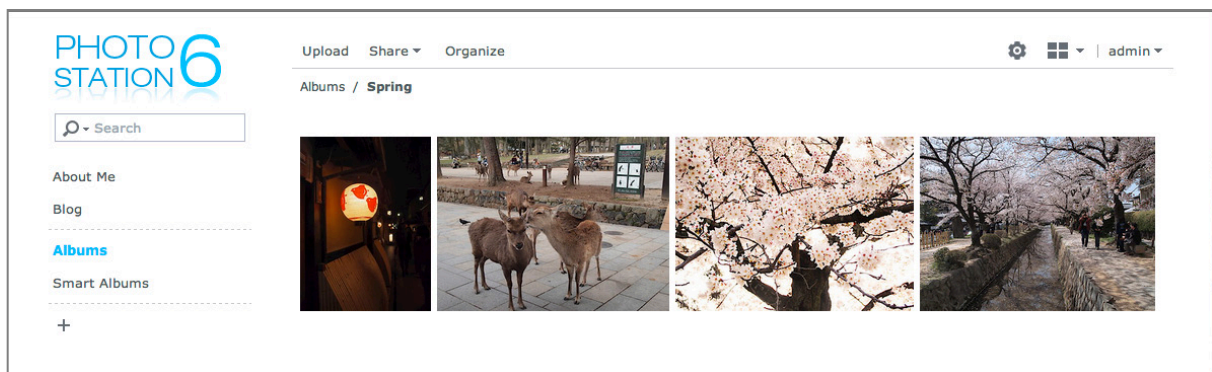 PHOTO
STATION 6
Upload Share Organize admin
Albums / Spring
Search
About Me
Blog
Albums
Smart Albums
+